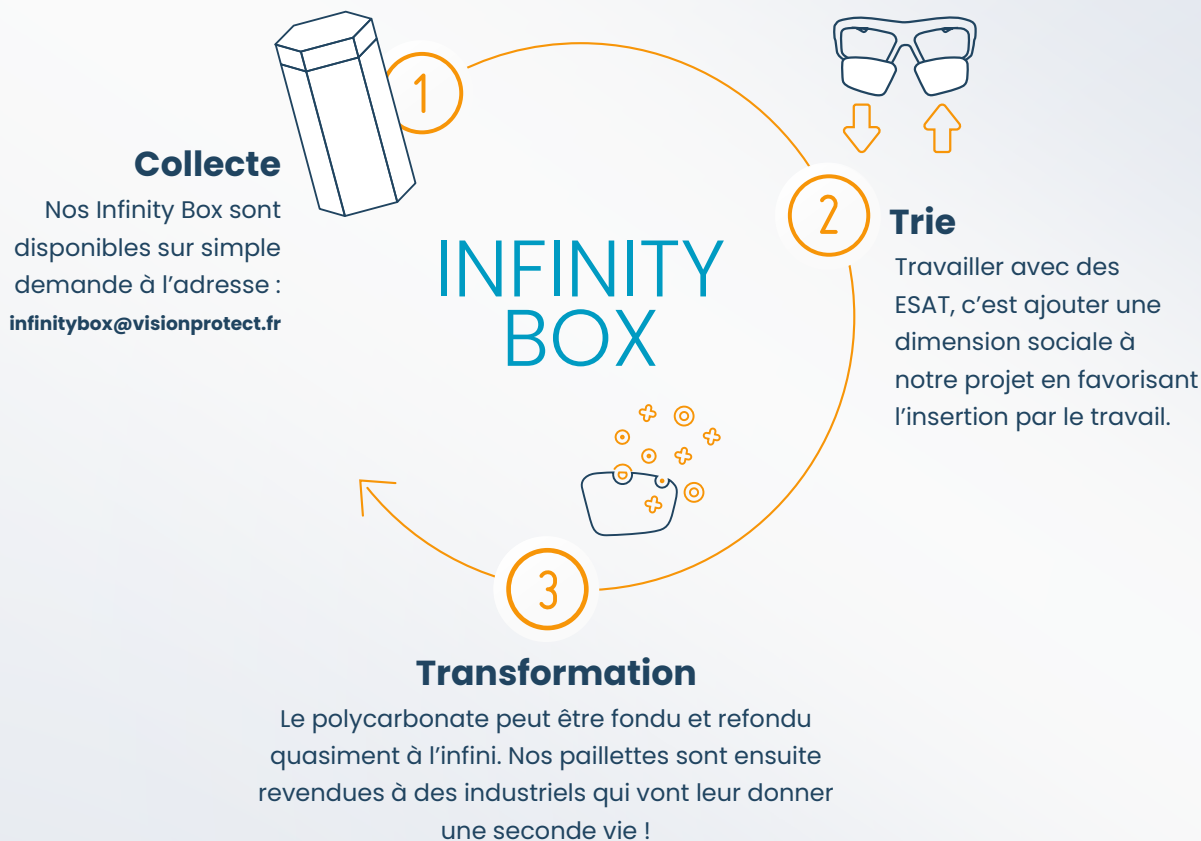 1
Collecte
Nos Infinity Box sont
disponibles sur simple
demande à l’adresse :
infinitybox@visionprotect.fr
INFINITY
BOX
2
Trie
Travailler avec des
ESAT, c’est ajouter une
dimension sociale à
notre projet en favorisant
l’insertion par le travail.
3
Transformation
Le polycarbonate peut être fondu et refondu
quasiment à l’infini. Nos paillettes sont ensuite
revendues à des industriels qui vont leur donner
une seconde vie !